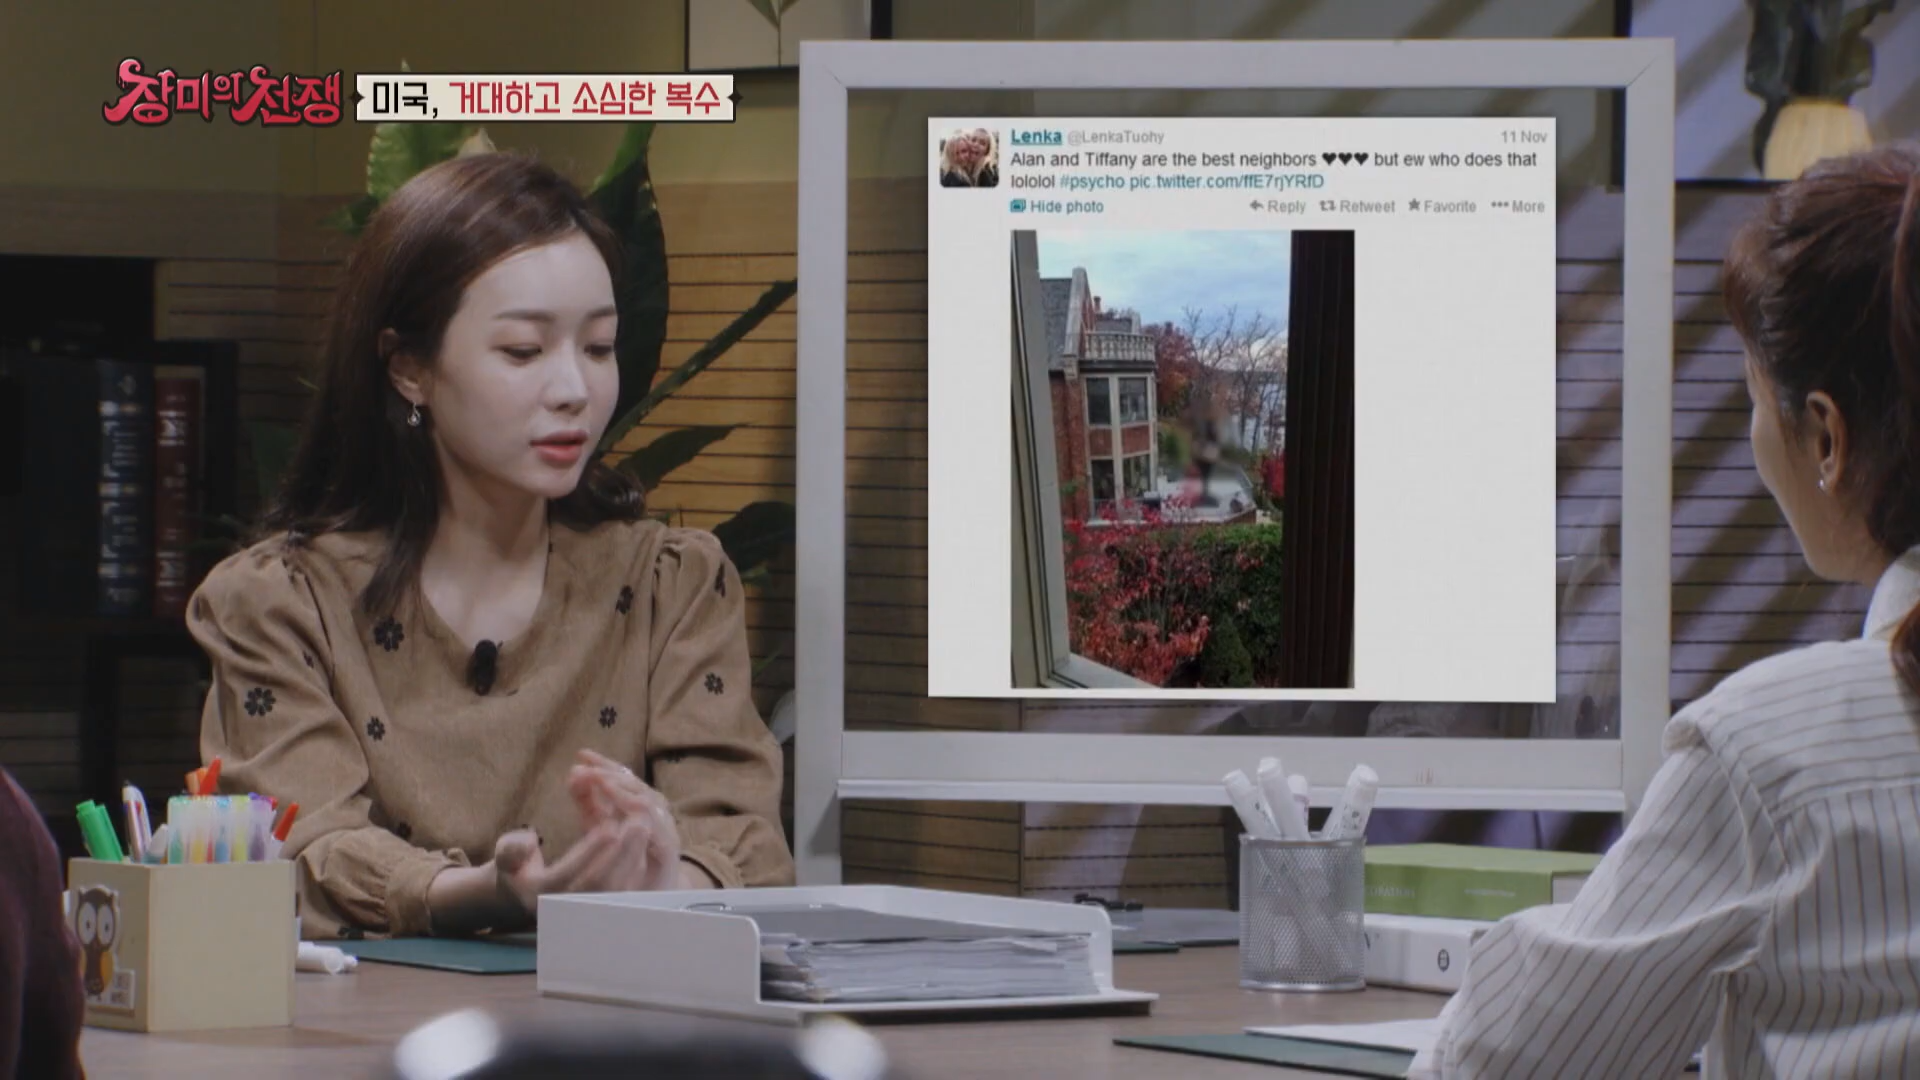 장미의 전쟁
미국, 거대하고 소심한 복수
Lenka @LenkaTuohy 11 Nov
Alan and Tiffany are the best neighbors ♥♥♥ but ew who does that
lololol #psycho pic.twitter.com/ffE7rjYRfD
Hide photo Reply Retweet Favorite More